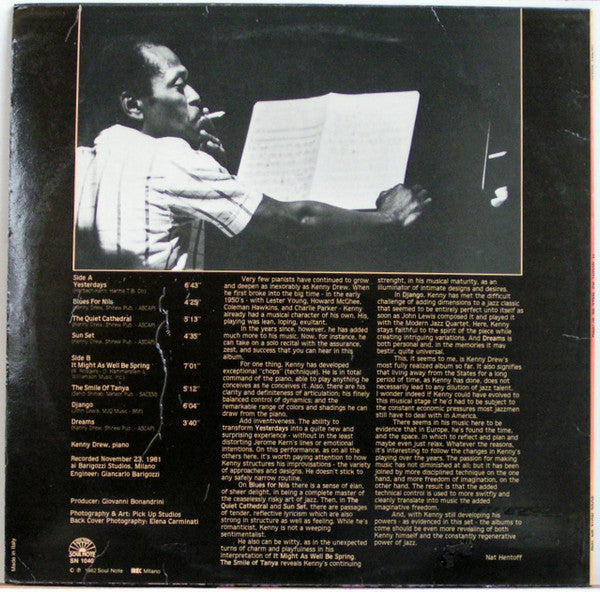 Side A
Yesterdays
6'43"
Blues For Nils
4'29"
(Kenny Drew, Shirew Pub. - ASCAP)
The Quiet Cathedral
5'13"
(Kenny Drew, Shirew Pub. - ASCAP)
Sun Set
4'35"
(Kenny Drew, Shirew Pub. - ASCAP)
Side B
It Might As Well Be Spring
7'01"
The Smile Of Tanya
5'12"
Django
6'04"
(John Lewis, MJQ Music - BMI)
Dreams
3'40"
(Kenny Drew, Shirew Pub. - ASCAP)
Kenny Drew, piano
Recorded November 23, 1981
at Barigozzi Studios, Milano
Engineer: Giancarlo Barigozzi
Producer: Giovanni Bonandrini
Photography & Art: Pick Up Studios
Back Cover Photography: Elena Carminati
Made in Italy
SOUL NOTE
SN 1040
© ℗ 1982 Soul Note
Milano
Very few pianists have continued to grow
and deepen as inexorably as Kenny Drew. When
he first broke into the big time - in the early
1950's - with Lester Young, Howard McGhee,
Coleman Hawkins, and Charlie Parker - Kenny
already had a musical character of his own. His
playing was lean, loping, exultant.
In the years since, however, he has added
much more to his music. Now, for instance, he
can take on a solo recital with the assurance,
zest, and success that you can hear in this
album.
For one thing, Kenny has developed
exceptional "chops" (technique). He is in total
command of the piano, able to play anything he
conceives as he conceives it. Also, there are his
clarity and definiteness of articulation; his finely
balanced control of dynamics; and the
remarkable range of colors and shadings he can
draw from the piano.
Add inventiveness. The ability to
transform Yesterdays into a quite new and
surprising experience - without in the least
distorting Jerome Kern's lines or emotional
intentions. On this performance, as on all the
others here, it's worth paying attention to how
Kenny structures his improvisations - the variety
of approaches and designs. He doesn't stick to
any safely narrow routine.
On Blues for Nils there is a sense of élan,
of sheer delight, in being a complete master of
the ceaselessly risky art of jazz. Then, in The
Quiet Cathedral and Sun Set, there are passages
of tender, reflective lyricism which are also
strong in structure as well as feeling. While he's
romanticist, Kenny is not a weeping
sentimentalist.
He also can be witty, as in the unexpected
turns of charm and playfulness in his
interpretation of It Might As Well Be Spring.
The Smile of Tanya reveals Kenny's continuing
strenght, in his musical maturity, as an
illuminator of intimate designs and desires.
In Django, Kenny has met the difficult
challenge of adding dimensions to a jazz classic
that seemed to be entirely perfect unto itself as
soon as John Lewis composed it and played it
with the Modern Jazz Quartet. Here, Kenny
stays faithful to the spirit of the piece while
creating intriguing variations. And Dreams is
both personal and, in the memories it may
bestir, quite universal.
This, it seems to me, is Kenny Drew's
most fully realized album so far. It also signifies
that living away from the States for a long
period of time, as Kenny has done, does not
necessarily lead to any dilution of jazz talent.
I wonder indeed if Kenny could have evolved to
this musical stage if he'd had to be subject to
the constant economic pressures most jazzmen
still have to deal with in America.
There seems in his music here to be
evidence that in Europe, he's found the time,
and the space, in which to reflect and plan and
maybe even just relax. Whatever the reasons,
it's interesting to follow the changes in Kenny's
playing over the years. The passion for making
music has not diminished at all; but it has been
joined by more disciplined technique on the one
hand, and more freedom of imagination, on the
other hand. The result is that the added
technical control is used to more swiftly and
cleanly translate into music the added
imaginative freedom.
And, with Kenny still developing his
powers - as evidenced in this set - the albums to
come should be even more revealing of both
Kenny himself and the constantly regenerative
power of jazz.
Nat Hentoff